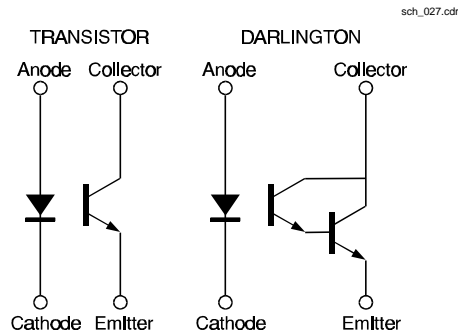 sch_027.cdr
TRANSISTOR DARLINGTON
Anode Collector Anode Collector
Cathode Emitter Cathode Emitter